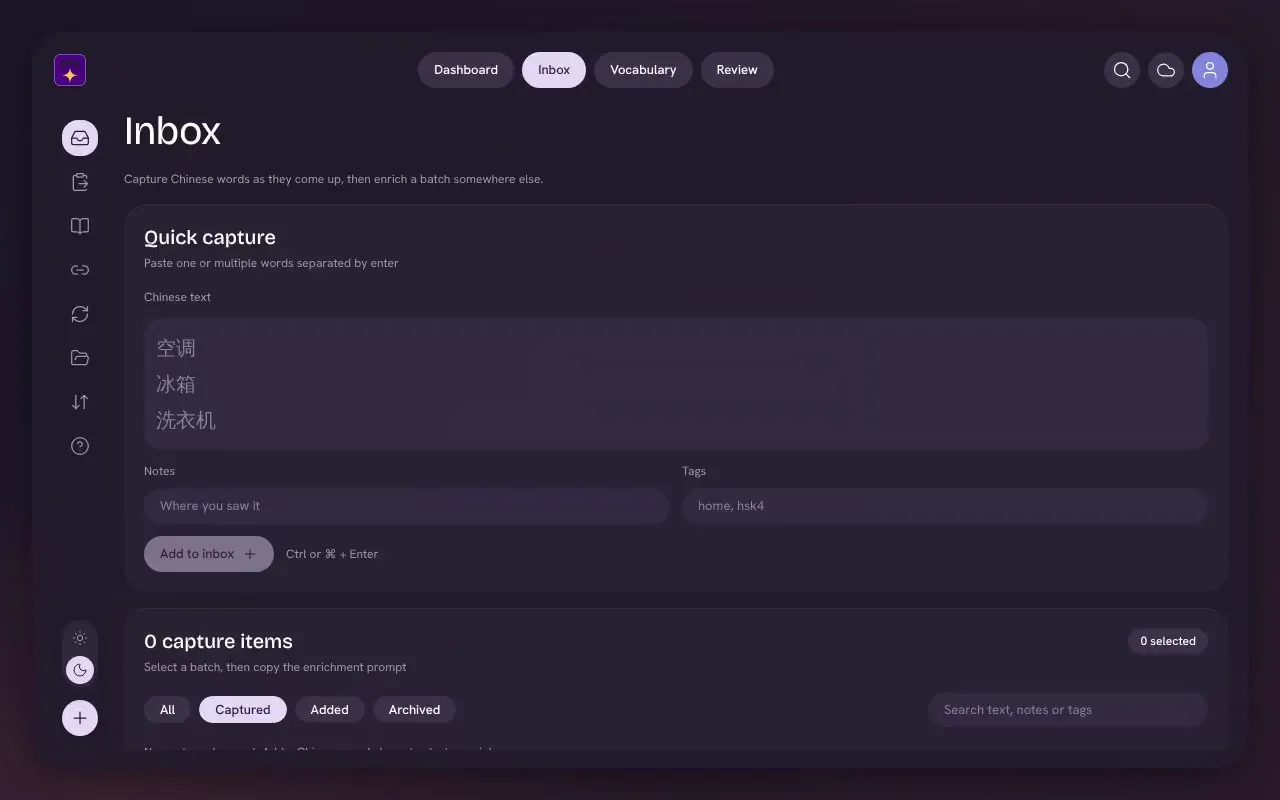 Dashboard
Inbox
Vocabulary
Review
Inbox
Capture Chinese words as they come up, then enrich a batch somewhere else.
Quick capture
Paste one or multiple words separated by enter
Chinese text
空调
冰箱
洗衣机
Notes
Tags
Where you saw it
home, hsk4
Add to inbox +
Ctrl or ⌘ + Enter
0 capture items
0 selected
Select a batch, then copy the enrichment prompt
All
Captured
Added
Archived
Search text, notes or tags